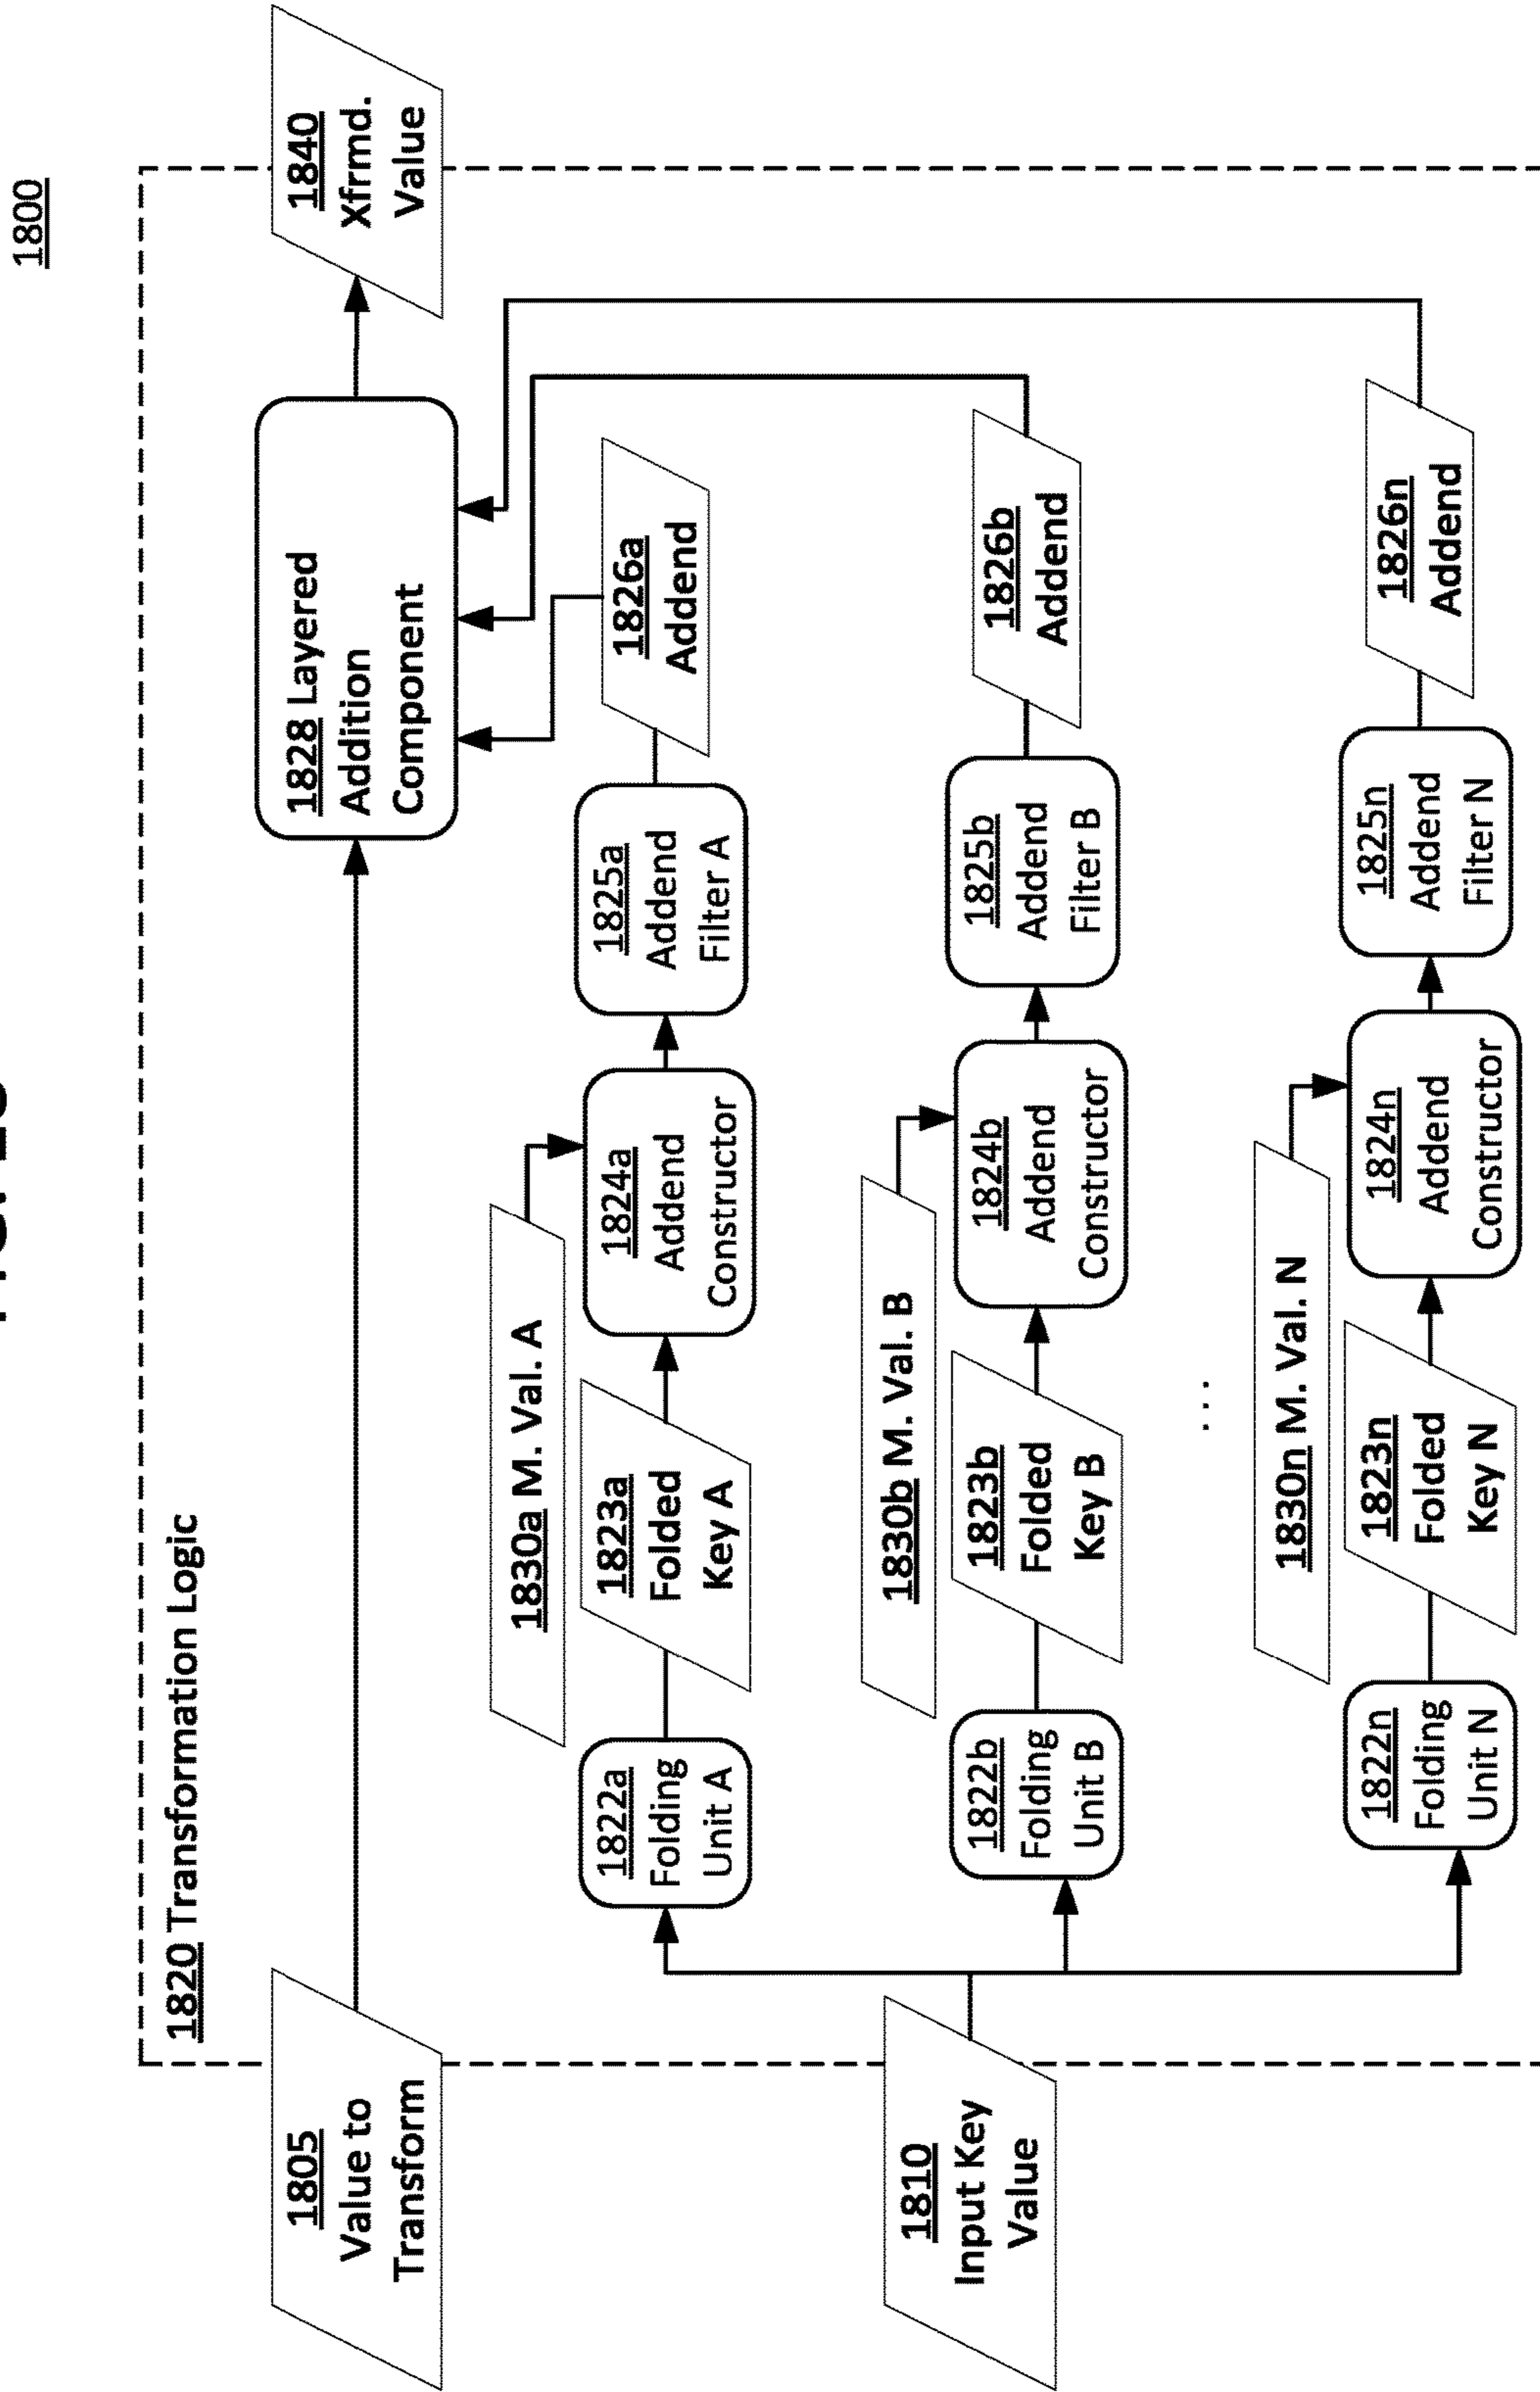 1800
1820 Transformation Logic
1805
Value to
Transform
1828 Layered
Addition
Component
1840
Xfrmd.
Value
1810
Input Key
Value
1830a M. Val. A
1822a
Folding
Unit A
1823a
Folded
Key A
1824a
Addend
Constructor
1825a
Addend
Filter A
1826a
Addend
1830b M. Val. B
1822b
Folding
Unit B
1823b
Folded
Key B
1824b
Addend
Constructor
1825b
Addend
Filter B
1826b
Addend
...
1830n M. Val. N
1822n
Folding
Unit N
1823n
Folded
Key N
1824n
Addend
Constructor
1825n
Addend
Filter N
1826n
Addend